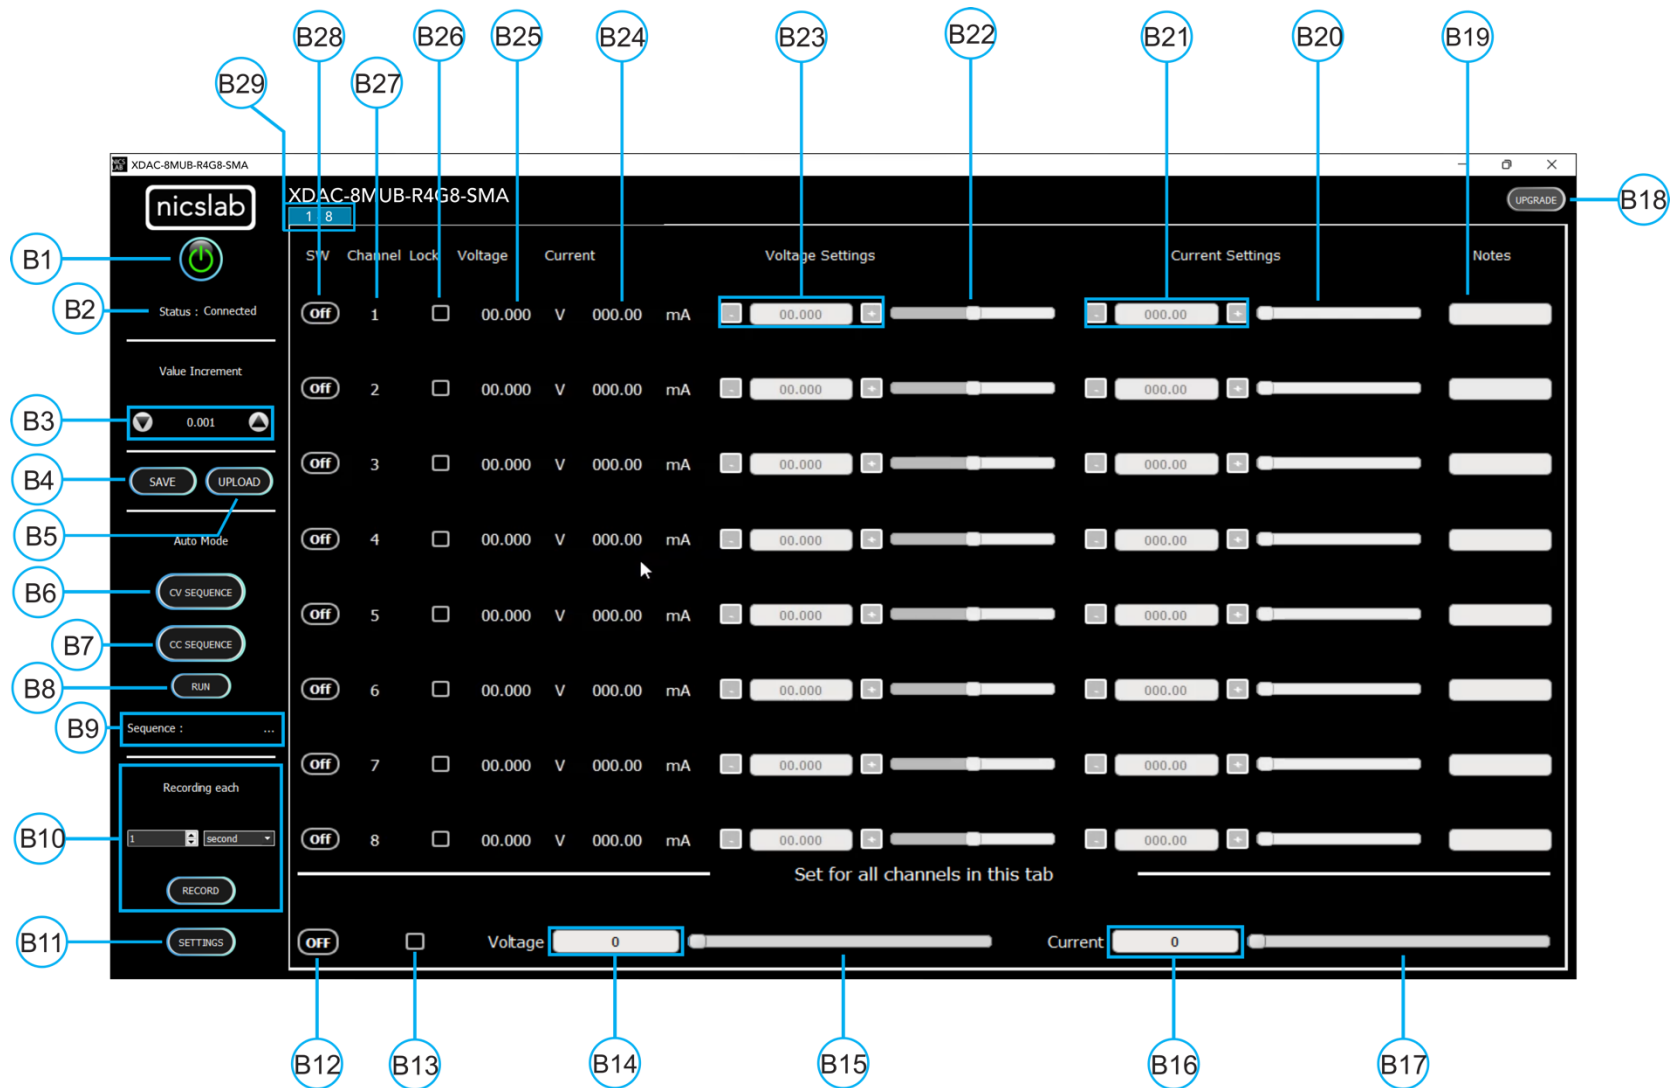 B28 B26 B25 B24 B23 B22 B21 B20 B19
B29 B27
NICS LAB XDAC-8MUB-R4G8-SMA
nicslab XDAC-8MUB-R4G8-SMA UPGRADE B18
1 8
B1 SW Channel Lock Voltage Current Voltage Settings Current Settings Notes
B2 Status : Connected Off 1 00.000 V 000.00 mA - 00.000 + - 000.00 +
Value Increment Off 2 00.000 V 000.00 mA - 00.000 + - 000.00 +
B3 0.001
B4 SAVE UPLOAD Off 3 00.000 V 000.00 mA - 00.000 + - 000.00 +
B5 Auto Mode Off 4 00.000 V 000.00 mA - 00.000 + - 000.00 +
B6 CV SEQUENCE
Off 5 00.000 V 000.00 mA - 00.000 + - 000.00 +
B7 CC SEQUENCE
B8 RUN Off 6 00.000 V 000.00 mA - 00.000 + - 000.00 +
B9 Sequence : ...
Off 7 00.000 V 000.00 mA - 00.000 + - 000.00 +
Recording each
B10 1 second Off 8 00.000 V 000.00 mA - 00.000 + - 000.00 +
Set for all channels in this tab
RECORD
B11 SETTINGS OFF Voltage 0 Current 0
B12 B13 B14 B15 B16 B17